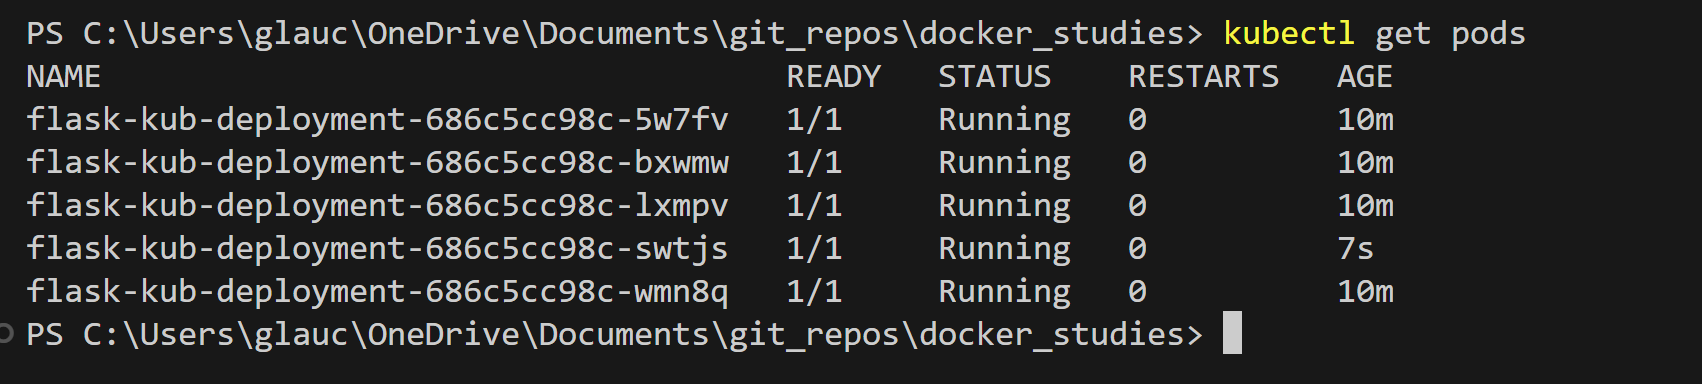 PS C:\Users\glauc\OneDrive\Documents\git_repos\docker_studies> kubectl get pods
NAME READY STATUS RESTARTS AGE
flask-kub-deployment-686c5cc98c-5w7fv 1/1 Running 0 10m
flask-kub-deployment-686c5cc98c-bxwmw 1/1 Running 0 10m
flask-kub-deployment-686c5cc98c-lxmpv 1/1 Running 0 10m
flask-kub-deployment-686c5cc98c-swtjs 1/1 Running 0 7s
flask-kub-deployment-686c5cc98c-wmn8q 1/1 Running 0 10m
PS C:\Users\glauc\OneDrive\Documents\git_repos\docker_studies>